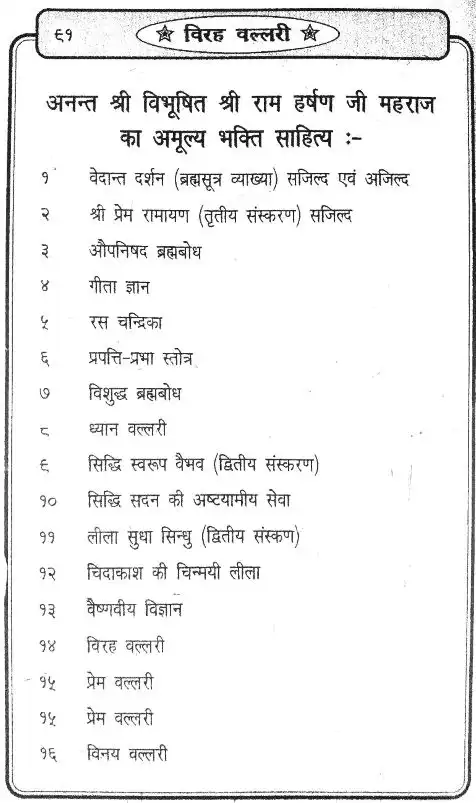 ६१ ☆ विरह वल्लरी ☆
अनन्त श्री विभूषित श्री राम हर्षण जी महराज
का अमूल्य भक्ति साहित्य :-
१ वेदान्त दर्शन (ब्रह्मसूत्र व्याख्या) सजिल्द एवं अजिल्द
२ श्री प्रेम रामायण (तृतीय संस्करण) सजिल्द
३ औपनिषद ब्रह्मबोध
४ गीता ज्ञान
५ रस चन्द्रिका
६ प्रपत्ति-प्रभा स्तोत्र
७ विशुद्ध ब्रह्मबोध
८ ध्यान वल्लरी
९ सिद्धि स्वरूप वैभव (द्वितीय संस्करण)
१० सिद्धि सदन की अष्टयामीय सेवा
११ लीला सुधा सिन्धु (द्वितीय संस्कण)
१२ चिदाकाश की चिन्मयी लीला
१३ वैष्णवीय विज्ञान
१४ विरह वल्लरी
१५ प्रेम वल्लरी
१५ प्रेम वल्लरी
१६ विनय वल्लरी